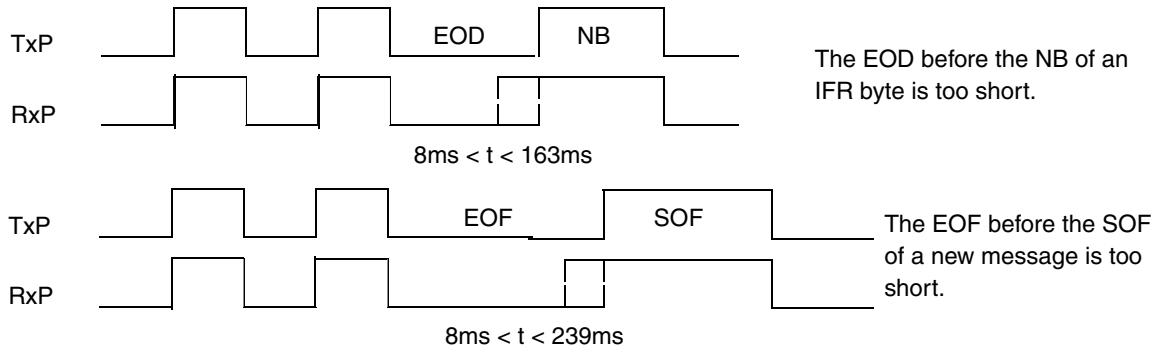 TxP
EOD
NB
The EOD before the NB of an
IFR byte is too short.
RxP
8ms < t < 163ms
TxP
EOF
SOF
The EOF before the SOF
of a new message is too
short.
RxP
8ms < t < 239ms